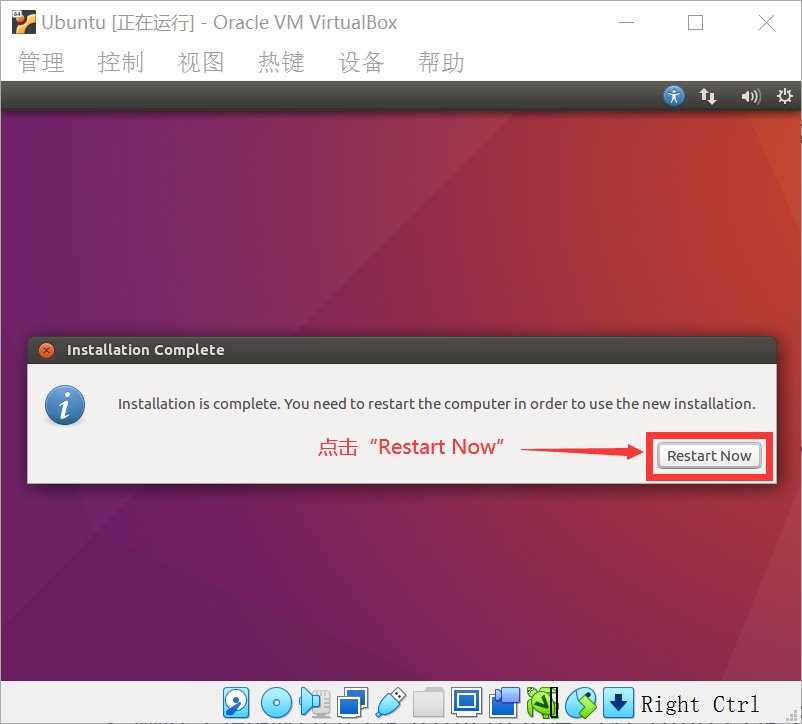 Ubuntu [正在运行] - Oracle VM VirtualBox
管理 控制 视图 热键 设备 帮助
Installation Complete
Installation is complete. You need to restart the computer in order to use the new installation.
点击“Restart Now” Restart Now
Right Ctrl